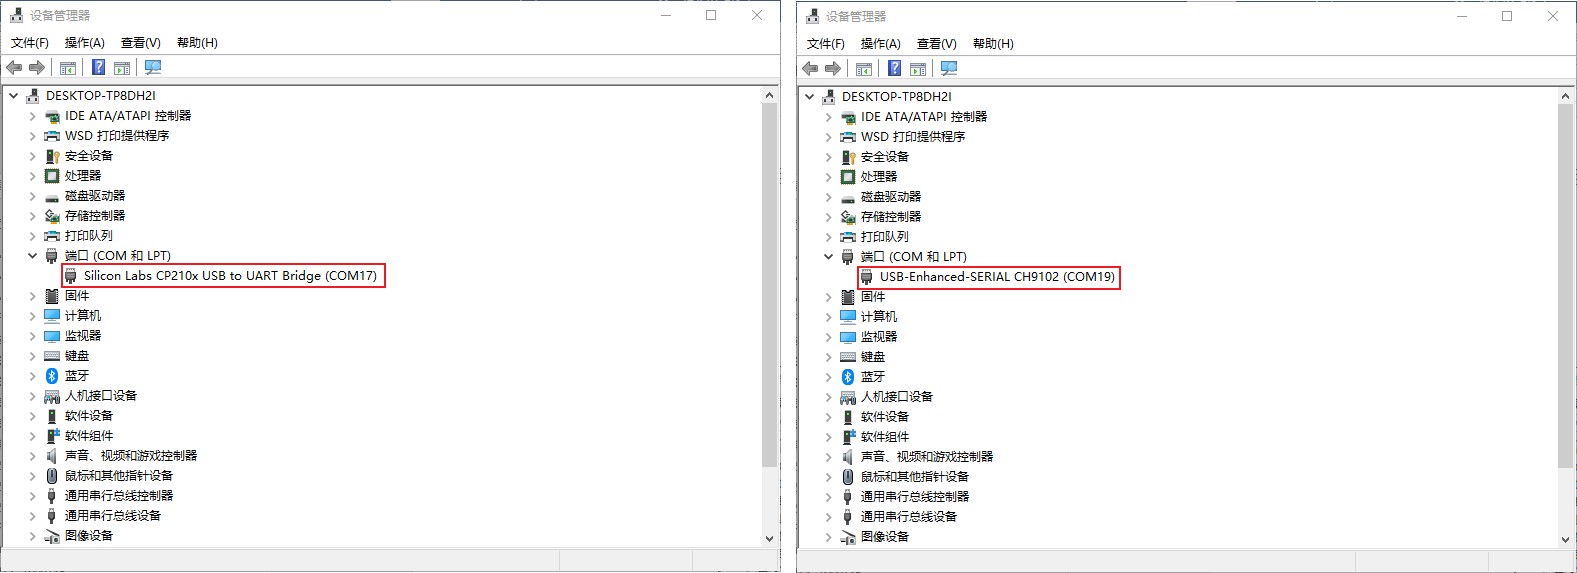 设备管理器
文件(F) 操作(A) 查看(V) 帮助(H)
DESKTOP-TP8DH2I
IDE ATA/ATAPI 控制器
WSD 打印提供程序
安全设备
处理器
磁盘驱动器
存储控制器
打印队列
端口 (COM 和 LPT)
Silicon Labs CP210x USB to UART Bridge (COM17)
固件
计算机
监视器
键盘
蓝牙
人机接口设备
软件设备
软件组件
声音、视频和游戏控制器
鼠标和其他指针设备
通用串行总线控制器
通用串行总线设备
图像设备
设备管理器
文件(F) 操作(A) 查看(V) 帮助(H)
DESKTOP-TP8DH2I
IDE ATA/ATAPI 控制器
WSD 打印提供程序
安全设备
处理器
磁盘驱动器
存储控制器
打印队列
端口 (COM 和 LPT)
USB-Enhanced-SERIAL CH9102 (COM19)
固件
计算机
监视器
键盘
蓝牙
人机接口设备
软件设备
软件组件
声音、视频和游戏控制器
鼠标和其他指针设备
通用串行总线控制器
通用串行总线设备
图像设备